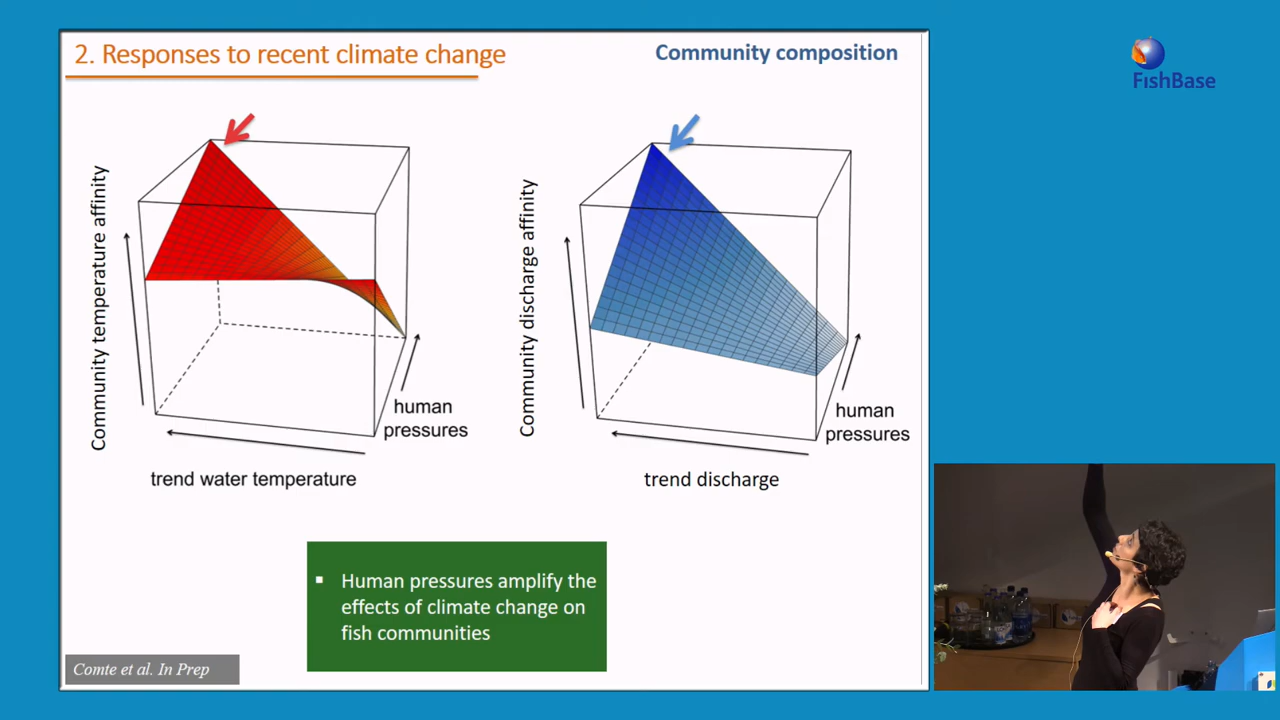 2. Responses to recent climate change
Community composition
FishBase
Community temperature affinity
human
pressures
trend water temperature
Community discharge affinity
human
pressures
trend discharge
▪ Human pressures amplify the
effects of climate change on
fish communities
Comte et al. In Prep